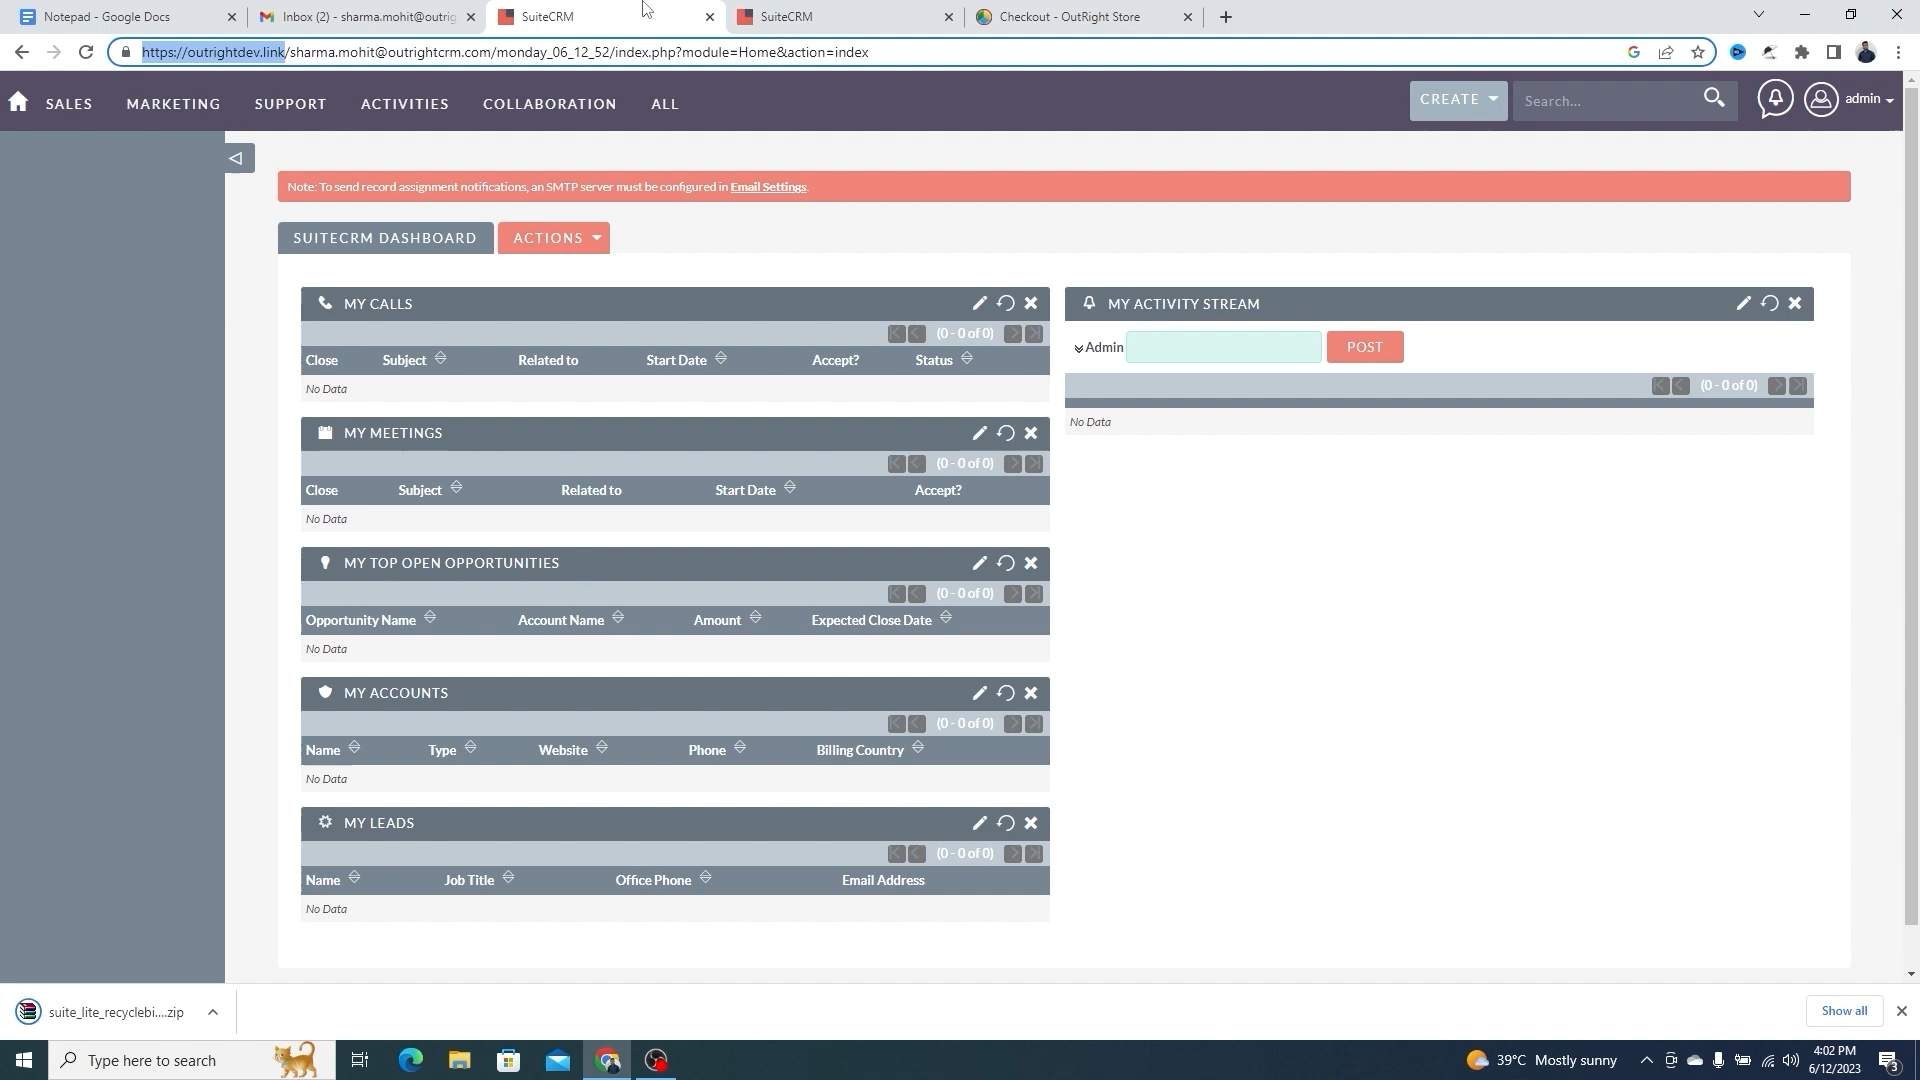 Notepad - Google Docs
Inbox (2) - sharma.mohit@outrig
SuiteCRM
SuiteCRM
Checkout - OutRight Store
https://outrightdev.link/sharma.mohit@outrightcrm.com/monday_06_12_52/index.php?module=Home&action=index
SALES MARKETING SUPPORT ACTIVITIES COLLABORATION ALL
CREATE Search... admin
Note: To send record assignment notifications, an SMTP server must be configured in Email Settings.
SUITECRM DASHBOARD ACTIONS
MY CALLS
(0 - 0 of 0)
Close Subject Related to Start Date Accept? Status
No Data
MY MEETINGS
(0 - 0 of 0)
Close Subject Related to Start Date Accept?
No Data
MY TOP OPEN OPPORTUNITIES
(0 - 0 of 0)
Opportunity Name Account Name Amount Expected Close Date
No Data
MY ACCOUNTS
(0 - 0 of 0)
Name Type Website Phone Billing Country
No Data
MY LEADS
(0 - 0 of 0)
Name Job Title Office Phone Email Address
No Data
MY ACTIVITY STREAM
Admin POST
(0 - 0 of 0)
No Data
suite_lite_recyclebi....zip
Show all
Type here to search
39°C Mostly sunny
4:02 PM
6/12/2023
3